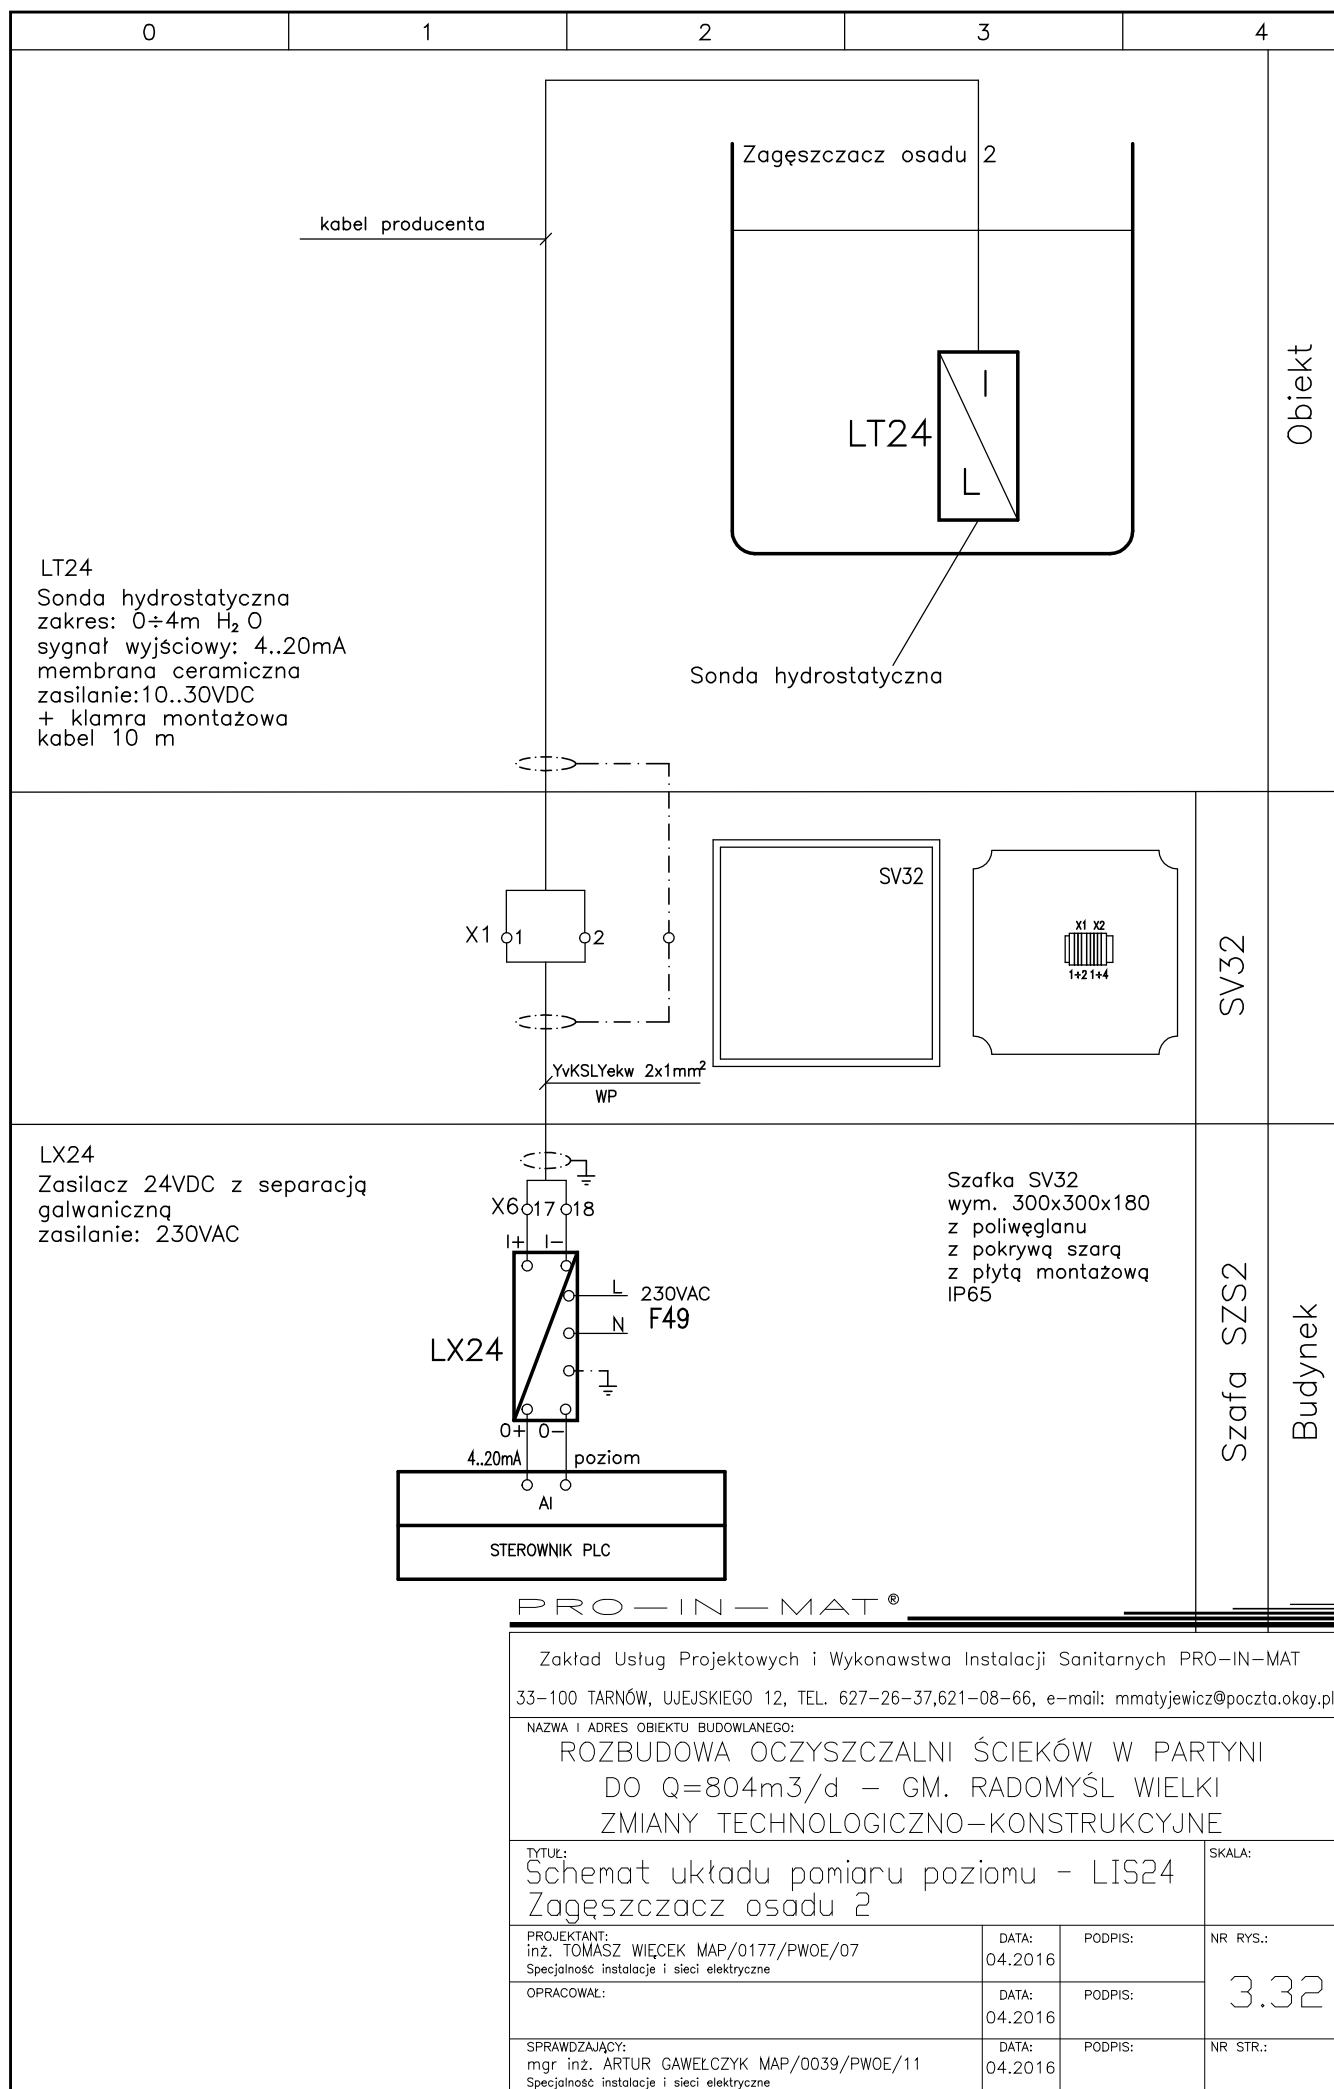 0 1 2 3 4
Zagęszczacz osadu 2
kabel producenta
Obiekt
I
LT24
L
LT24
Sonda hydrostatyczna
zakres: 0÷4m H₂O
sygnał wyjściowy: 4..20mA
membrana ceramiczna
zasilanie:10..30VDC
+ klamra montażowa
kabel 10 m
Sonda hydrostatyczna
SV32
X1 X2
X1 1 2
1÷2 1÷4
SV32
YvKSLYekw 2x1mm²
WP
LX24
Zasilacz 24VDC z separacją
galwaniczną
zasilanie: 230VAC
Szafka SV32
wym. 300x300x180
z poliwęglanu
z pokrywą szarą
z płytą montażową
IP65
X6 17 18
I+ I-
L 230VAC
N F49
LX24
O+ O-
4..20mA poziom
AI
STEROWNIK PLC
Szafa SZS2
Budynek
PRO-IN-MAT®
Zakład Usług Projektowych i Wykonawstwa Instalacji Sanitarnych PRO-IN-MAT
33-100 TARNÓW, UJEJSKIEGO 12, TEL. 627-26-37,621-08-66, e-mail: mmatyjewicz@poczta.okay.pl
NAZWA I ADRES OBIEKTU BUDOWLANEGO:
ROZBUDOWA OCZYSZCZALNI ŚCIEKÓW W PARTYNI
DO Q=804m3/d - GM. RADOMYŚL WIELKI
ZMIANY TECHNOLOGICZNO-KONSTRUKCYJNE
TYTUŁ: SKALA:
Schemat układu pomiaru poziomu - LIS24
Zagęszczacz osadu 2
PROJEKTANT: DATA: PODPIS: NR RYS.:
inż. TOMASZ WIĘCEK MAP/0177/PWOE/07 04.2016
Specjalność instalacje i sieci elektryczne
OPRACOWAŁ: DATA: PODPIS: 3.32
04.2016
SPRAWDZAJĄCY: DATA: PODPIS: NR STR.:
mgr inż. ARTUR GAWEŁCZYK MAP/0039/PWOE/11 04.2016
Specjalność instalacje i sieci elektryczne